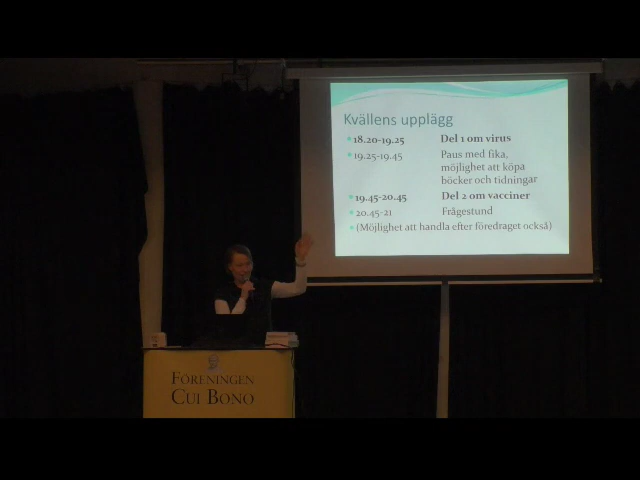 Kvällens upplägg
18.20-19.25 Del 1 om virus
19.25-19.45 Paus med fika,
möjlighet att köpa
böcker och tidningar
19.45-20.45 Del 2 om vacciner
20.45-21 Frågestund
(Möjlighet att handla efter föredraget också)
FÖRENINGEN
CUI BONO